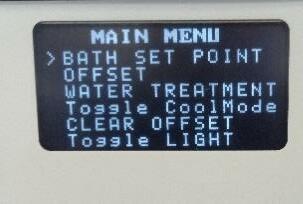 MAIN MENU
>BATH SET POINT
OFFSET
WATER TREATMENT
Toggle CoolMode
CLEAR OFFSET
Toggle LIGHT